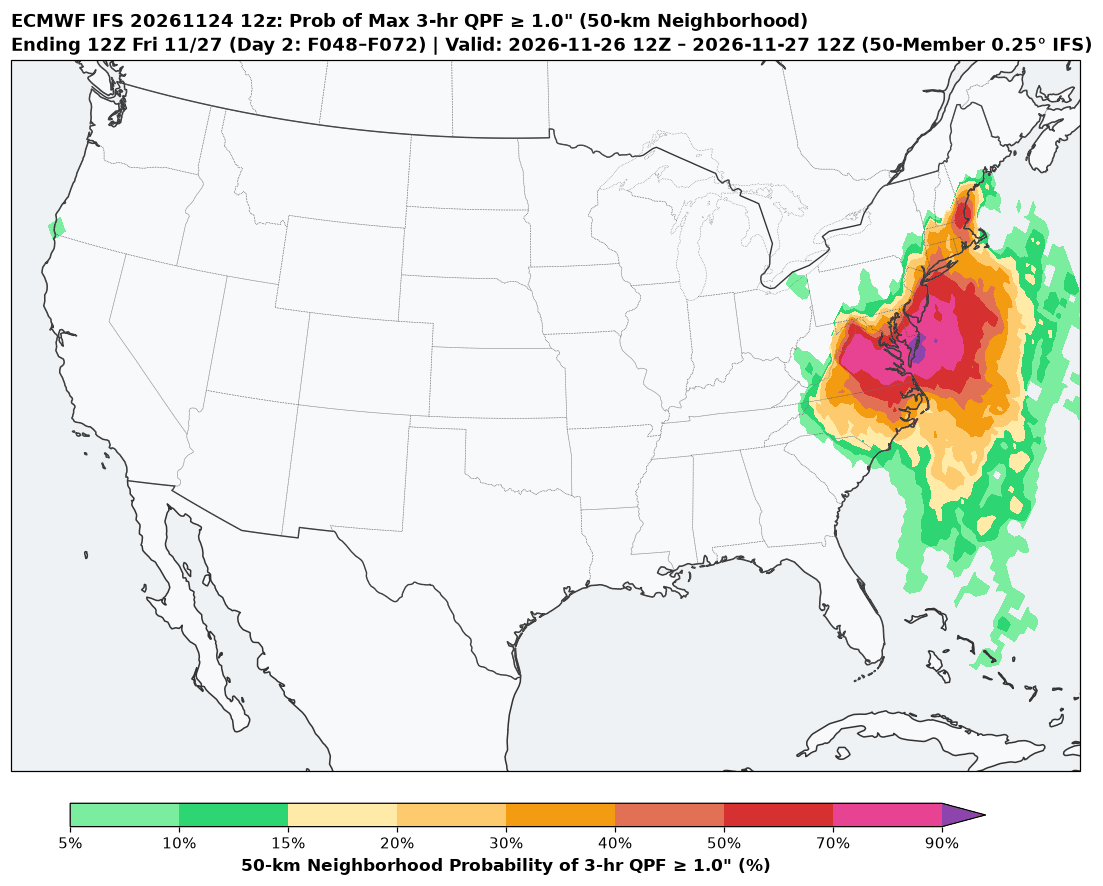 ECMWF IFS 20261124 12z: Prob of Max 3-hr QPF ≥ 1.0" (50-km Neighborhood)
Ending 12Z Fri 11/27 (Day 2: F048–F072) | Valid: 2026-11-26 12Z – 2026-11-27 12Z (50-Member 0.25° IFS)
5% 10% 15% 20% 30% 40% 50% 70% 90%
50-km Neighborhood Probability of 3-hr QPF ≥ 1.0" (%)